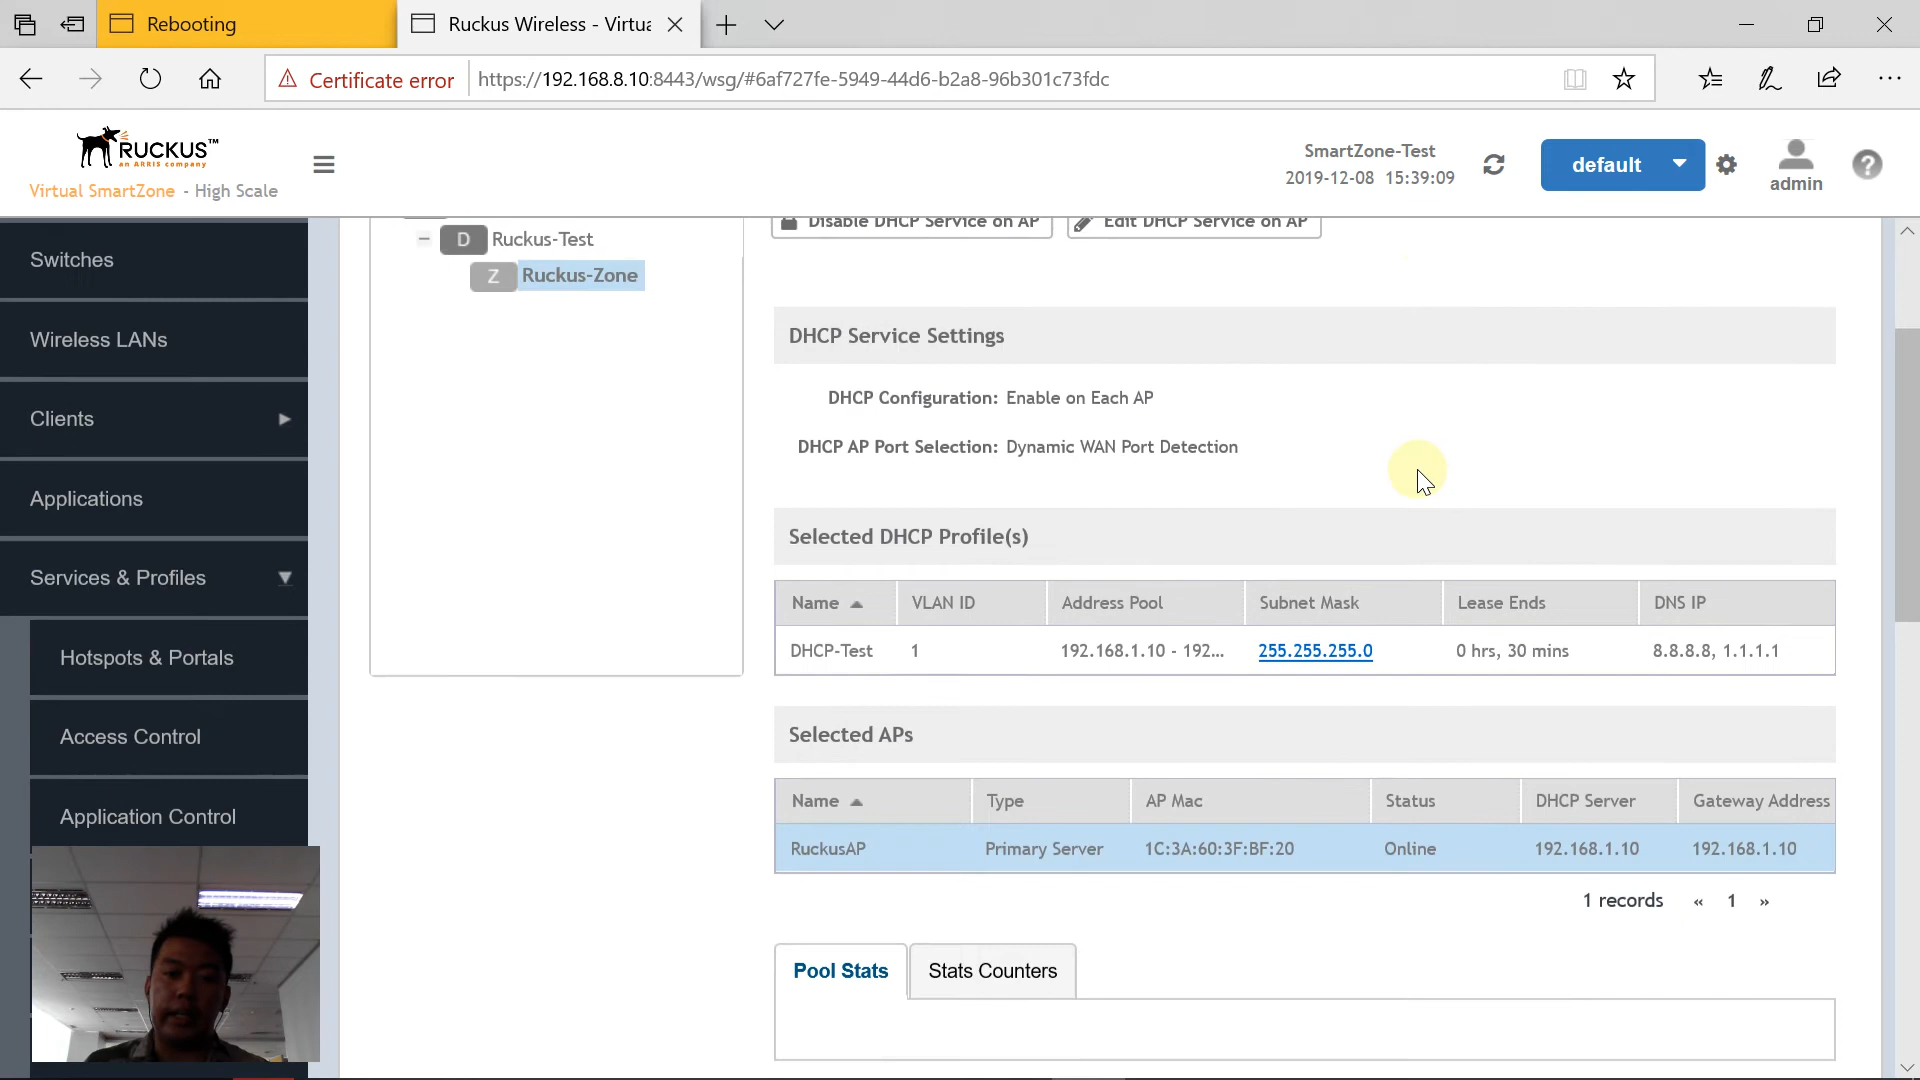 Rebooting
Ruckus Wireless - Virtua
Certificate error
https://192.168.8.10:8443/wsg/#6af727fe-5949-44d6-b2a8-96b301c73fdc
RUCKUS™
an ARRIS company
Virtual SmartZone - High Scale
SmartZone-Test
2019-12-08 15:39:09
default
admin
Switches
Wireless LANs
Clients
Applications
Services & Profiles
Hotspots & Portals
Access Control
Application Control
D Ruckus-Test
Z Ruckus-Zone
Disable DHCP Service on AP
Edit DHCP Service on AP
DHCP Service Settings
DHCP Configuration: Enable on Each AP
DHCP AP Port Selection: Dynamic WAN Port Detection
Selected DHCP Profile(s)
Name VLAN ID Address Pool Subnet Mask Lease Ends DNS IP
DHCP-Test 1 192.168.1.10 - 192... 255.255.255.0 0 hrs, 30 mins 8.8.8.8, 1.1.1.1
Selected APs
Name Type AP Mac Status DHCP Server Gateway Address
RuckusAP Primary Server 1C:3A:60:3F:BF:20 Online 192.168.1.10 192.168.1.10
1 records « 1 »
Pool Stats Stats Counters